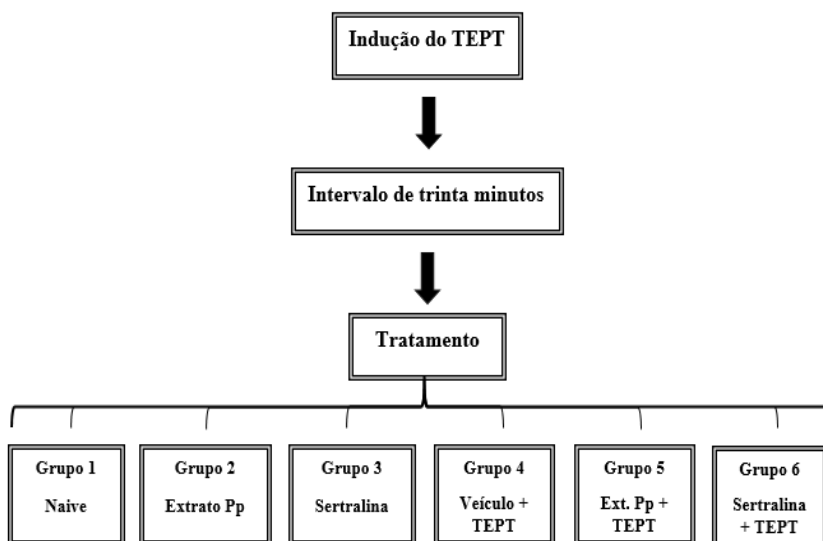 Indução do TEPT
Intervalo de trinta minutos
Tratamento
Grupo 1
Naive
Grupo 2
Extrato Pp
Grupo 3
Sertralina
Grupo 4
Veículo +
TEPT
Grupo 5
Ext. Pp +
TEPT
Grupo 6
Sertralina
+ TEPT